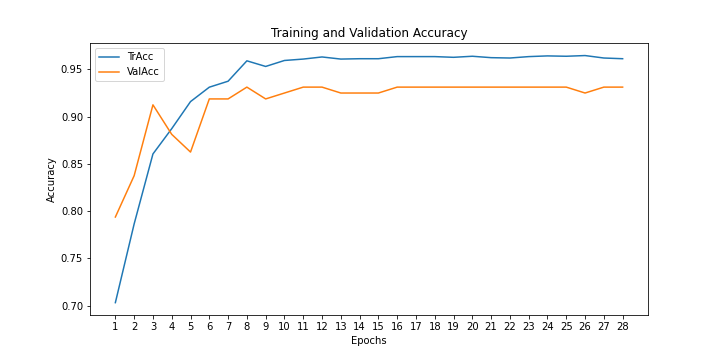 Training and Validation Accuracy
TrAcc
ValAcc
Accuracy
0.95
0.90
0.85
0.80
0.75
0.70
1 2 3 4 5 6 7 8 9 10 11 12 13 14 15 16 17 18 19 20 21 22 23 24 25 26 27 28
Epochs